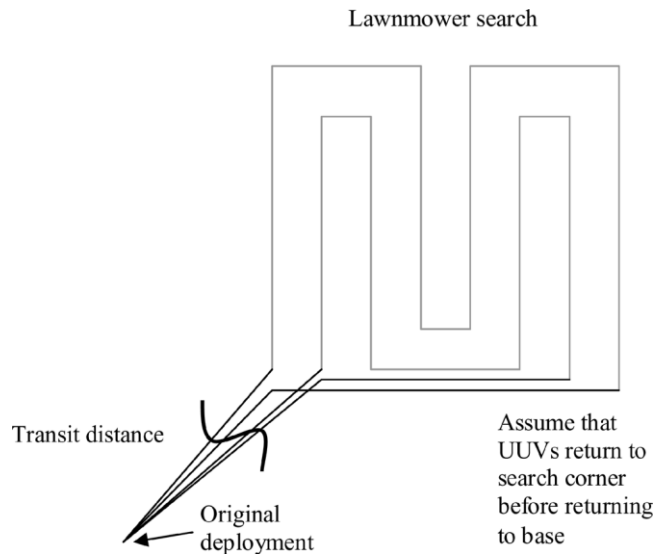 Lawnmower search
Transit distance
Original
deployment
Assume that
UUVs return to
search corner
before returning
to base